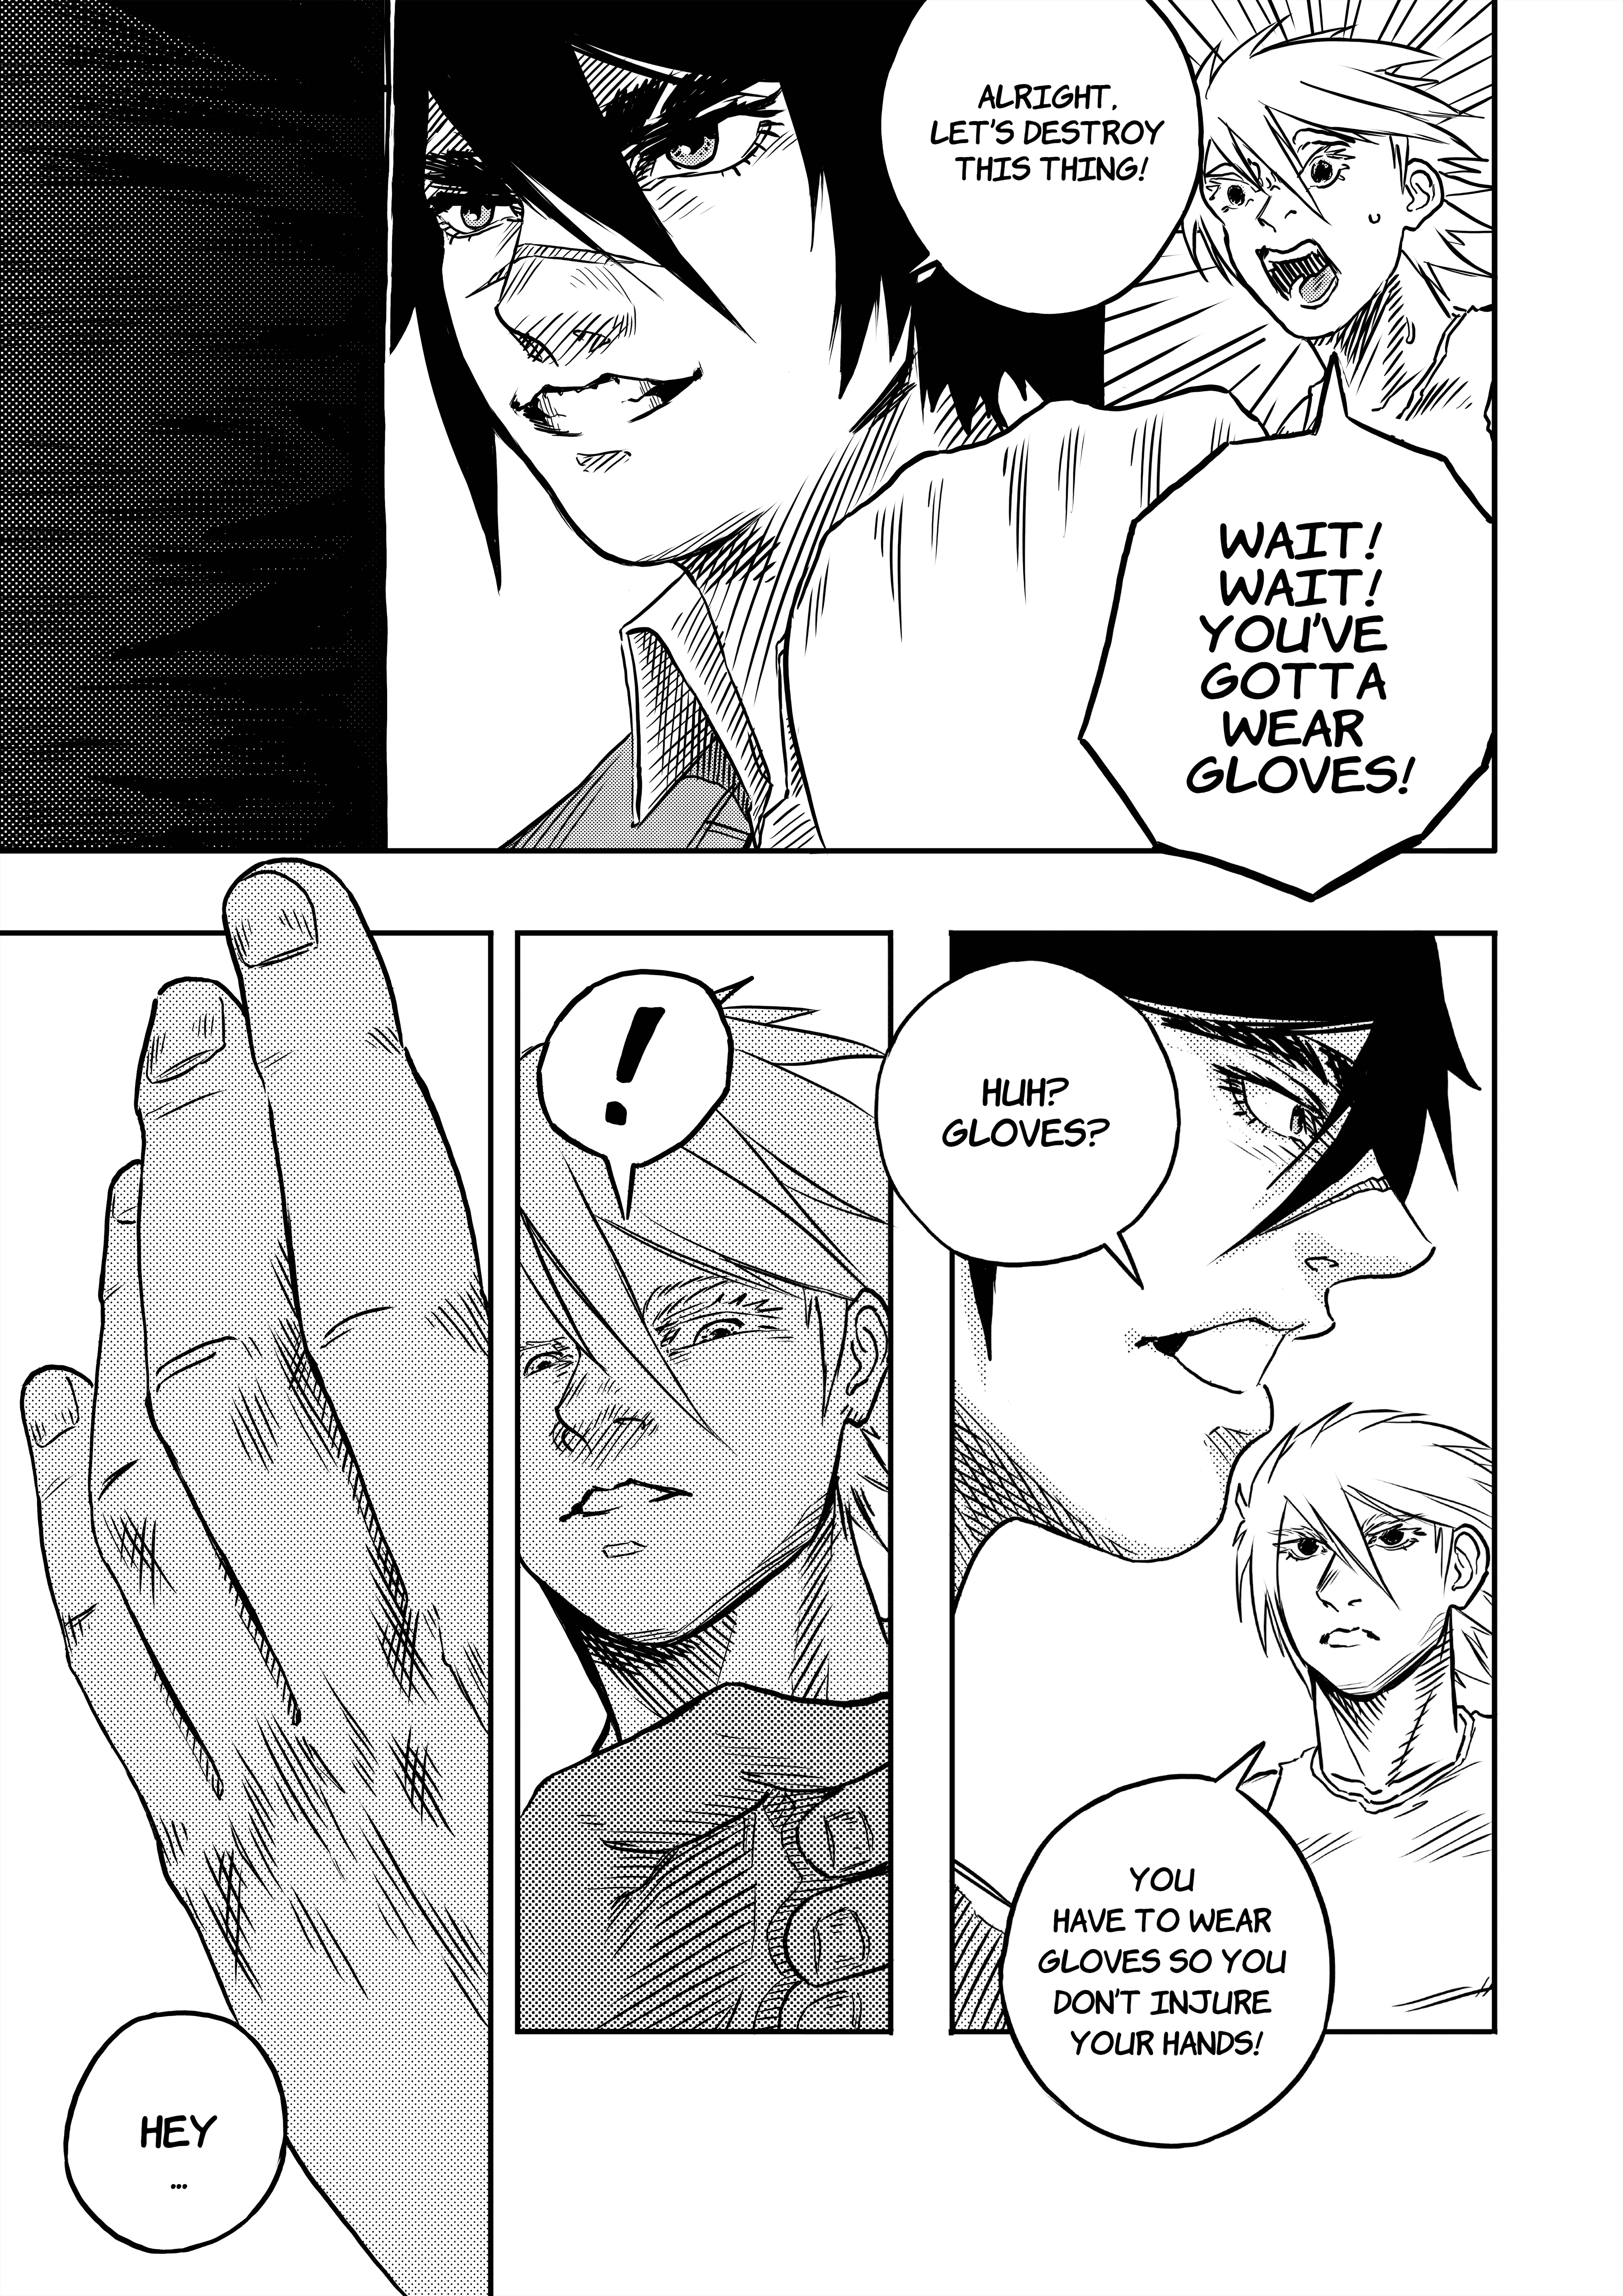 ALRIGHT,
LET'S DESTROY
THIS THING!
WAIT!
WAIT!
YOU'VE
GOTTA
WEAR
GLOVES!
HUH?
GLOVES?
YOU
HAVE TO WEAR
GLOVES SO YOU
DON'T INJURE
YOUR HANDS!
!
HEY
...